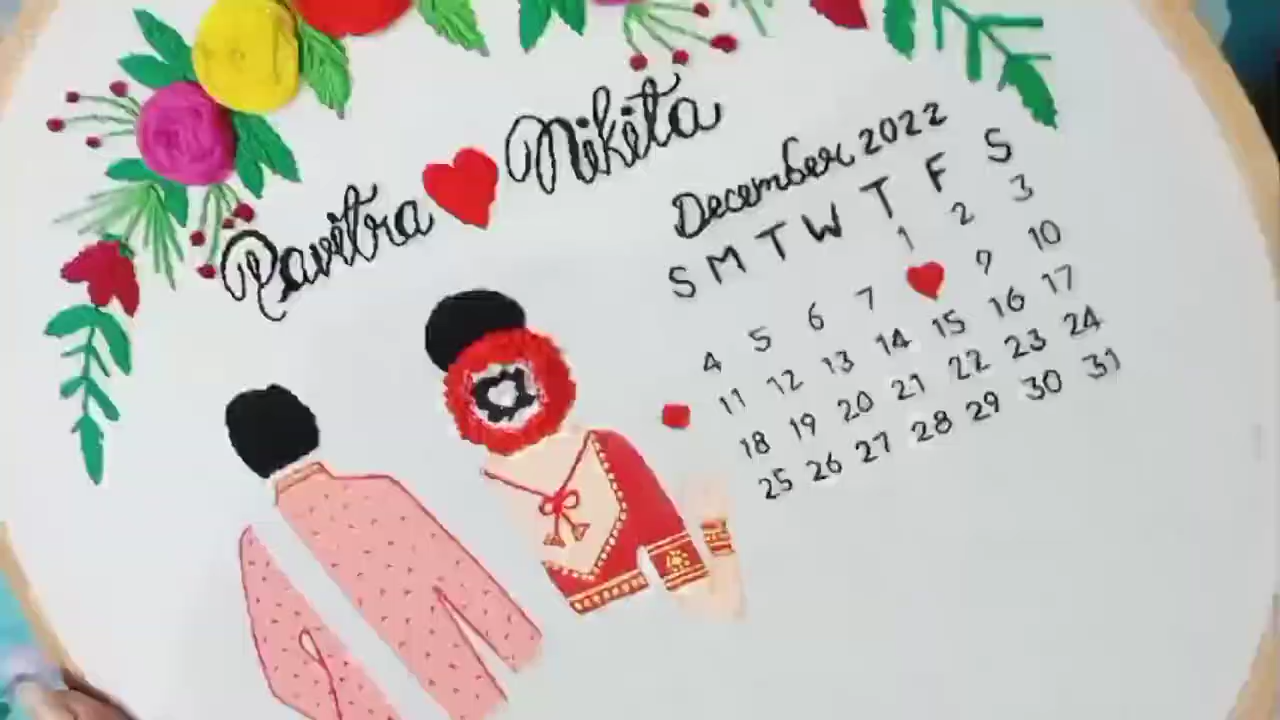 Pavitra Nikita
December 2022
S M T W T F S
1 2 3
4 5 6 7 9 10
11 12 13 14 15 16 17
18 19 20 21 22 23 24
25 26 27 28 29 30 31